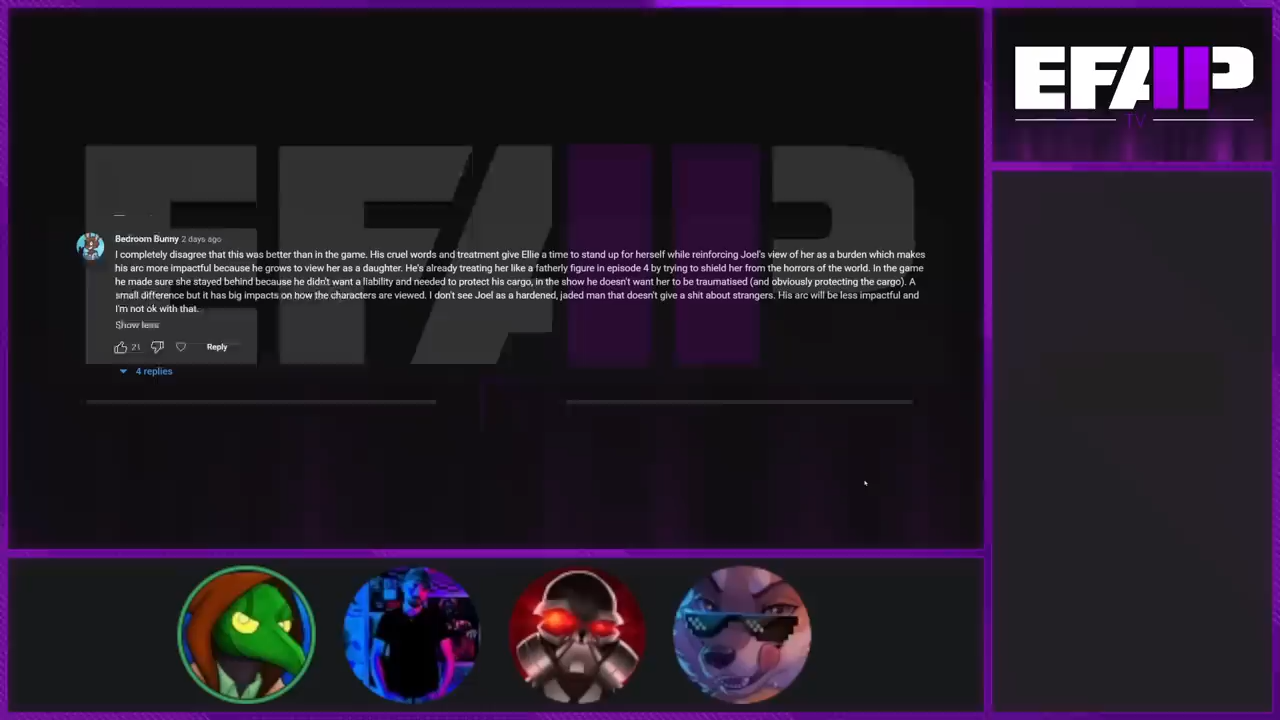 EFAP
TV
EFAP
Bedroom Bunny 2 days ago
I completely disagree that this was better than in the game. His cruel words and treatment give Ellie a time to stand up for herself while reinforcing Joel's view of her as a burden which makes
his arc more impactful because he grows to view her as a daughter. He's already treating her like a fatherly figure in episode 4 by trying to shield her from the horrors of the world. In the game
he made sure she stayed behind because he didn't want a liability and needed to protect his cargo, in the show he doesn't want her to be traumatised (and obviously protecting the cargo). A
small difference but it has big impacts on how the characters are viewed. I don't see Joel as a hardened, jaded man that doesn't give a shit about strangers. His arc will be less impactful and
I'm not ok with that.
Show less
21 Reply
4 replies